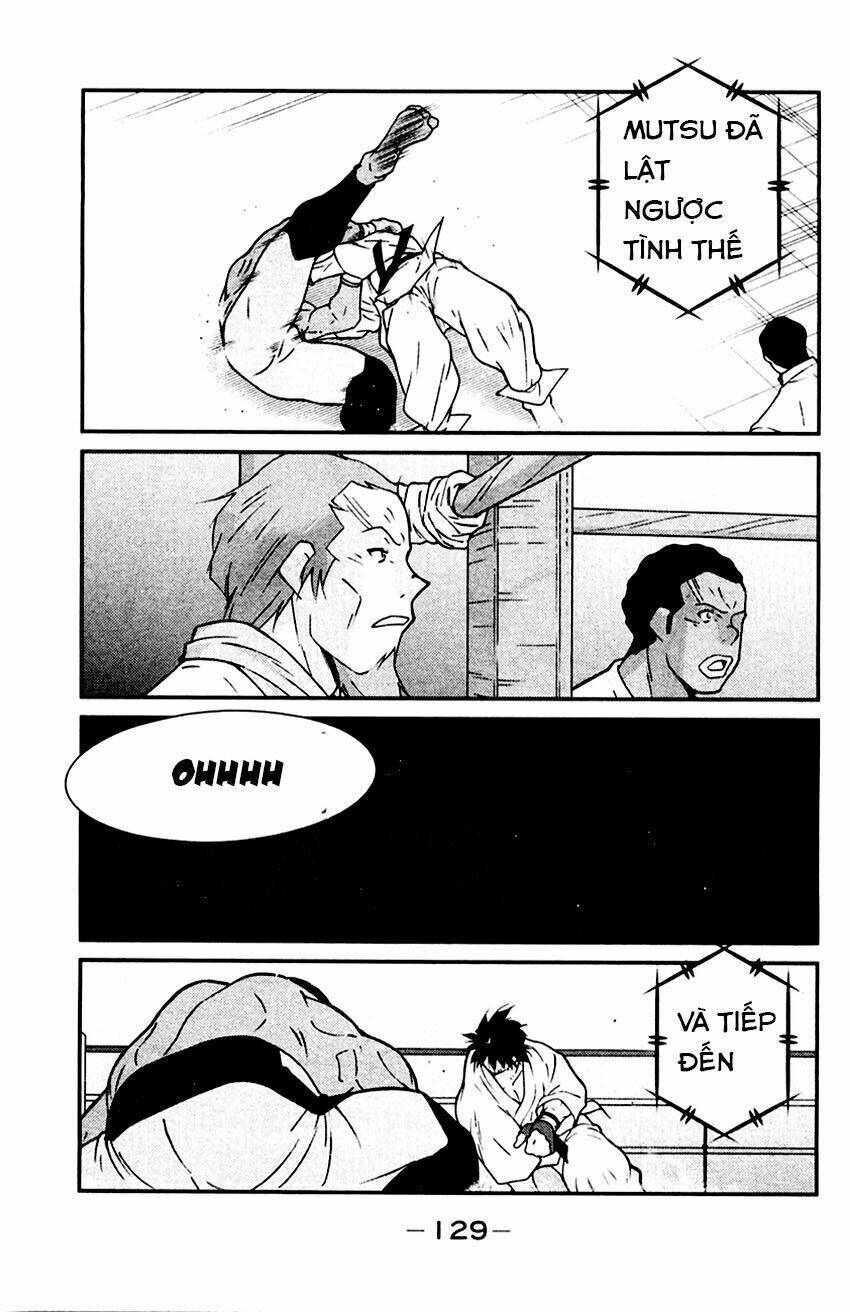 MUTSU ĐÃ
LẬT
NGƯỢC
TÌNH THẾ
OHHHH
VÀ TIẾP
ĐẾN
-129-